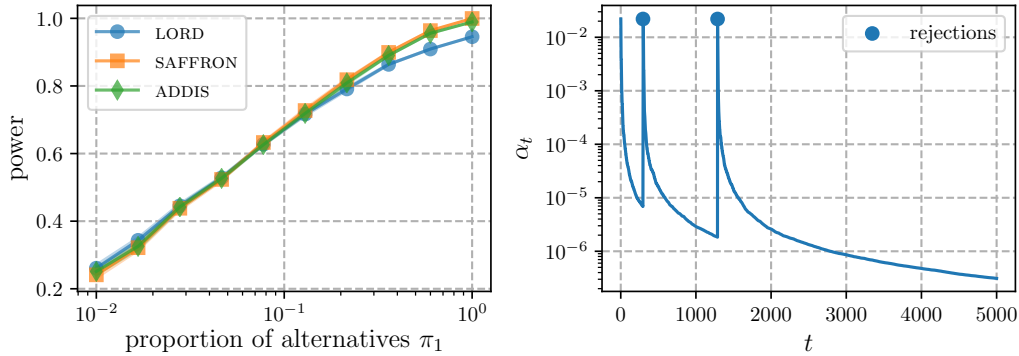 1.0
0.8
0.6
0.4
0.2
power
LORD
SAFFRON
ADDIS
10⁻² 10⁻¹ 10⁰
proportion of alternatives π₁
10⁻²
10⁻³
10⁻⁴
10⁻⁵
10⁻⁶
αₜ
rejections
0 1000 2000 3000 4000 5000
t